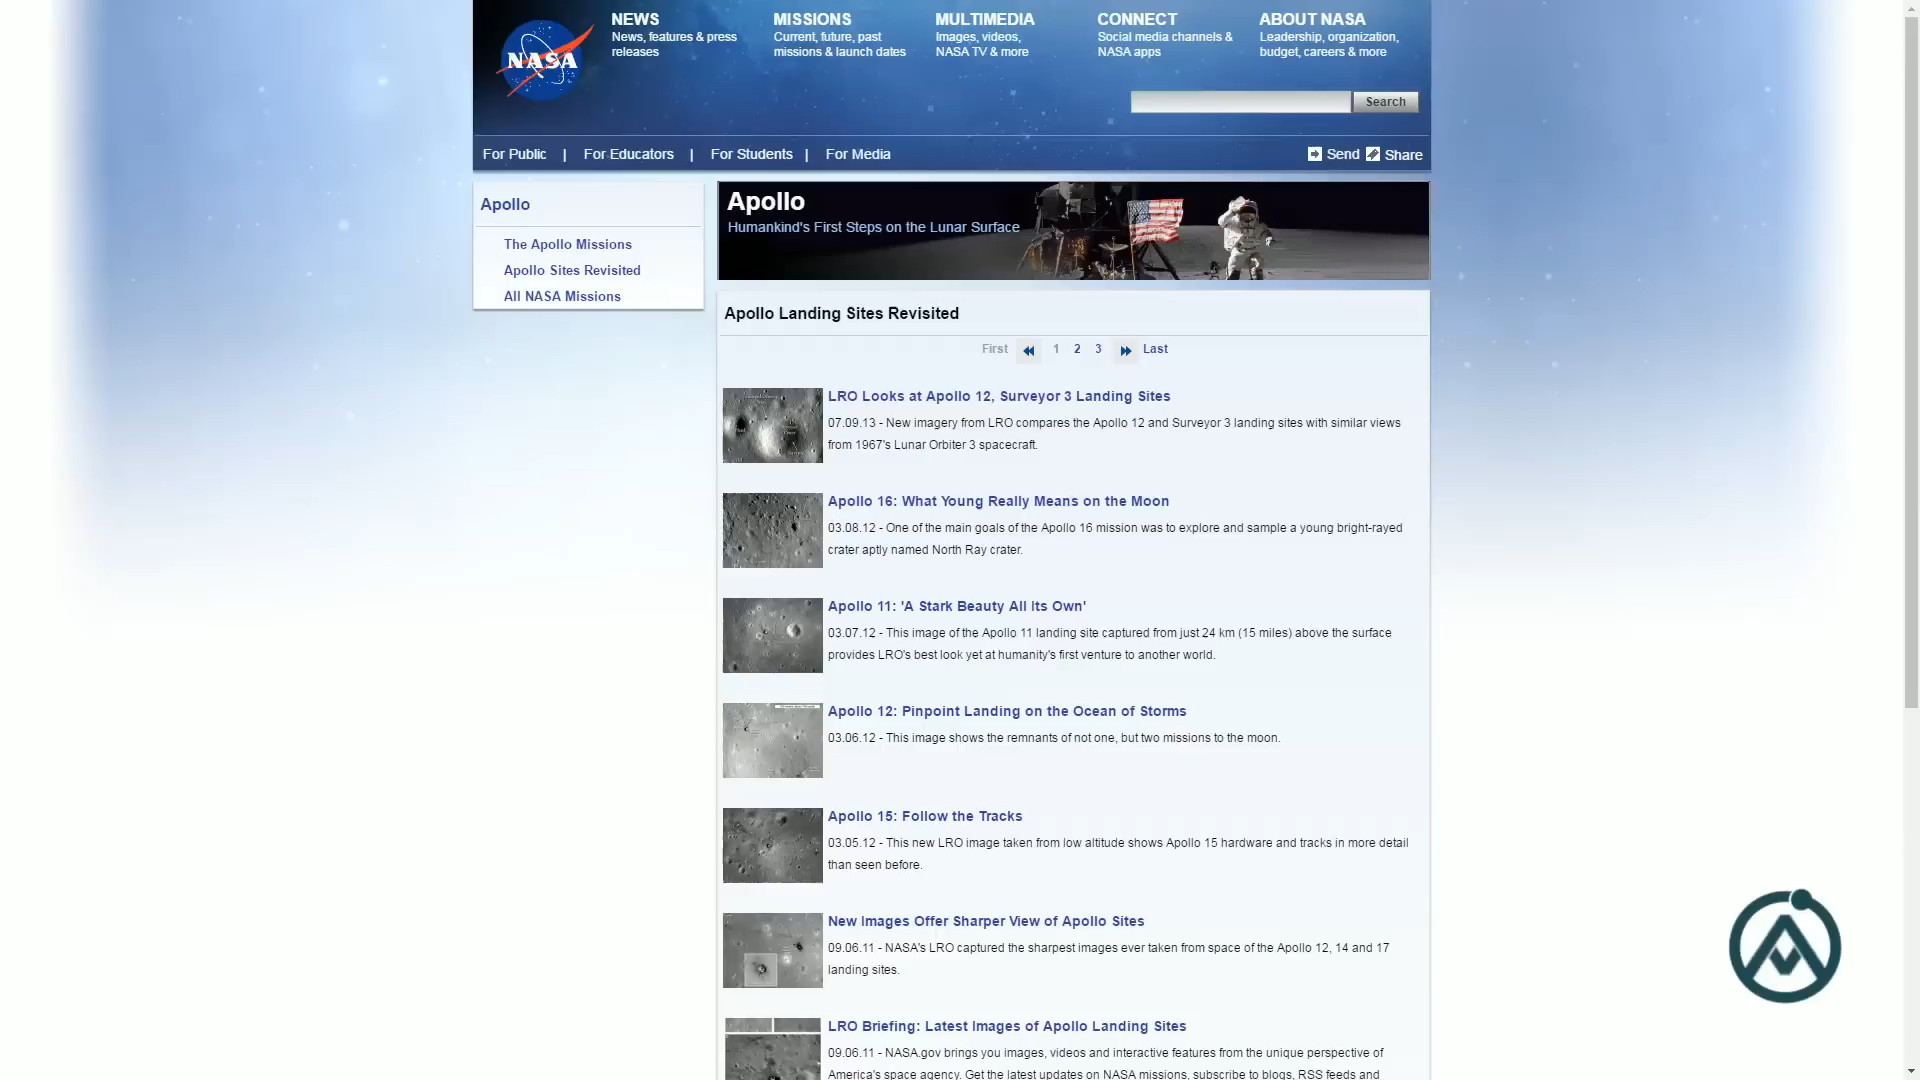 NASA
NEWS
News, features & press
releases
MISSIONS
Current, future, past
missions & launch dates
MULTIMEDIA
Images, videos,
NASA TV & more
CONNECT
Social media channels &
NASA apps
ABOUT NASA
Leadership, organization,
budget, careers & more
Search
For Public | For Educators | For Students | For Media
Send Share
Apollo
The Apollo Missions
Apollo Sites Revisited
All NASA Missions
Apollo
Humankind's First Steps on the Lunar Surface
Apollo Landing Sites Revisited
First 1 2 3 Last
LRO Looks at Apollo 12, Surveyor 3 Landing Sites
07.09.13 - New imagery from LRO compares the Apollo 12 and Surveyor 3 landing sites with similar views
from 1967's Lunar Orbiter 3 spacecraft.
Apollo 16: What Young Really Means on the Moon
03.08.12 - One of the main goals of the Apollo 16 mission was to explore and sample a young bright-rayed
crater aptly named North Ray crater.
Apollo 11: 'A Stark Beauty All Its Own'
03.07.12 - This image of the Apollo 11 landing site captured from just 24 km (15 miles) above the surface
provides LRO's best look yet at humanity's first venture to another world.
Apollo 12: Pinpoint Landing on the Ocean of Storms
03.06.12 - This image shows the remnants of not one, but two missions to the moon.
Apollo 15: Follow the Tracks
03.05.12 - This new LRO image taken from low altitude shows Apollo 15 hardware and tracks in more detail
than seen before.
New Images Offer Sharper View of Apollo Sites
09.06.11 - NASA's LRO captured the sharpest images ever taken from space of the Apollo 12, 14 and 17
landing sites.
LRO Briefing: Latest Images of Apollo Landing Sites
09.06.11 - NASA.gov brings you images, videos and interactive features from the unique perspective of
America's space agency. Get the latest updates on NASA missions, subscribe to blogs, RSS feeds and